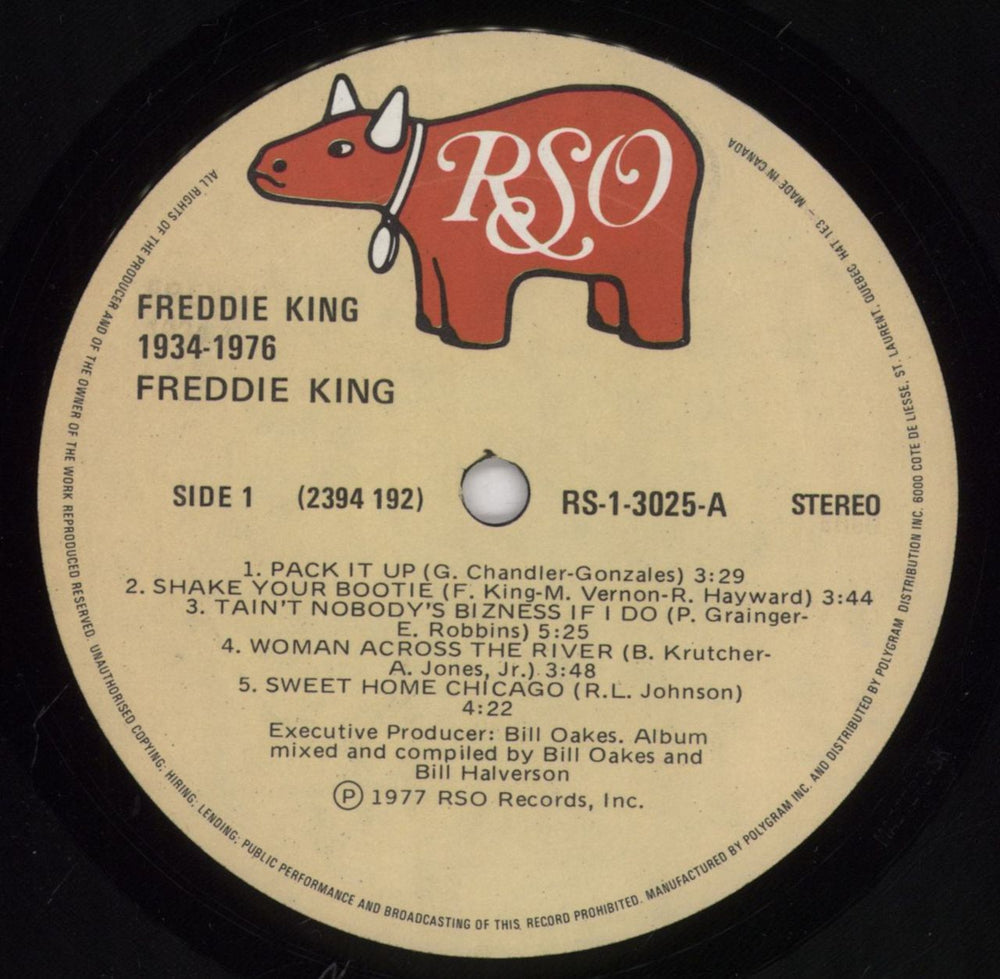 RSO
FREDDIE KING
1934-1976
FREDDIE KING
SIDE 1 (2394 192) RS-1-3025-A STEREO
1. PACK IT UP (G. Chandler-Gonzales) 3:29
2. SHAKE YOUR BOOTIE (F. King-M. Vernon-R. Hayward) 3:44
3. TAIN'T NOBODY'S BIZNESS IF I DO (P. Grainger-
E. Robbins) 5:25
4. WOMAN ACROSS THE RIVER (B. Krutcher-
A. Jones, Jr.) 3:48
5. SWEET HOME CHICAGO (R.L. Johnson)
4:22
Executive Producer: Bill Oakes. Album
mixed and compiled by Bill Oakes and
Bill Halverson
Ⓟ 1977 RSO Records, Inc.
ALL RIGHTS OF THE PRODUCER AND OF THE OWNER OF THE WORK REPRODUCED RESERVED. UNAUTHORISED COPYING; HIRING; LENDING; PUBLIC PERFORMANCE AND BROADCASTING OF THIS RECORD PROHIBITED. MANUFACTURED BY POLYGRAM INC. AND DISTRIBUTED BY POLYGRAM DISTRIBUTION INC. 6000 COTE DE LIESSE, ST. LAURENT, QUEBEC H4T 1E3 – MADE IN CANADA